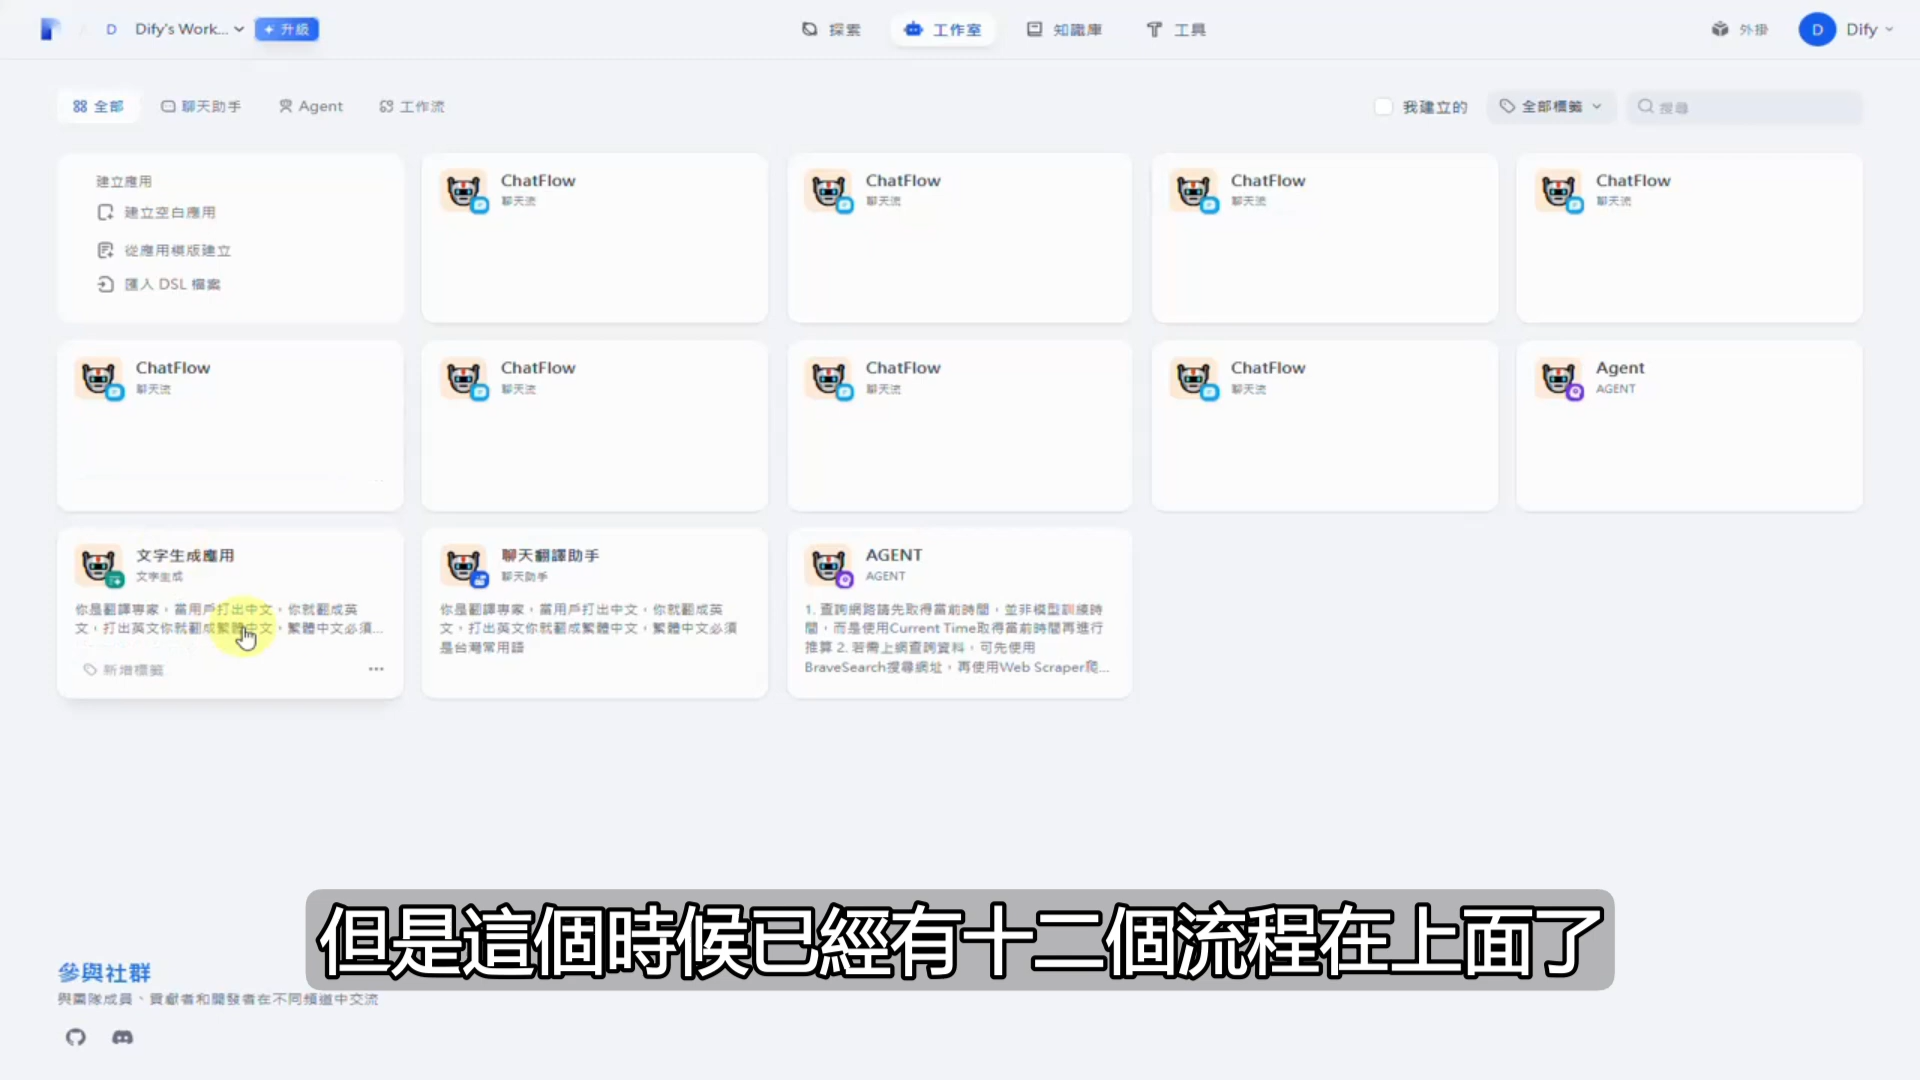 D Dify's Work... 升級
探索 工作室 知識庫 工具
外掛 D Dify
全部 聊天助手 Agent 工作流
我建立的 全部標籤 搜尋
建立應用
建立空白應用
從應用模版建立
匯入 DSL 檔案
ChatFlow
聊天流
ChatFlow
聊天流
ChatFlow
聊天流
ChatFlow
聊天流
ChatFlow
聊天流
ChatFlow
聊天流
ChatFlow
聊天流
ChatFlow
聊天流
Agent
AGENT
文字生成應用
文字生成
你是翻譯專家，當用戶打出中文，你就翻成英
文，打出英文你就翻成繁體中文，繁體中文必須...
新增標籤
聊天翻譯助手
聊天助手
你是翻譯專家，當用戶打出中文，你就翻成英
文，打出英文你就翻成繁體中文，繁體中文必須
是台灣常用語
AGENT
AGENT
1. 查詢網路請先取得當前時間，並非模型訓練時
間，而是使用Current Time取得當前時間再進行
推算 2. 若需上網查詢資料，可先使用
BraveSearch搜尋網址，再使用Web Scraper爬...
但是這個時候已經有十二個流程在上面了
參與社群
與團隊成員、貢獻者和開發者在不同頻道中交流